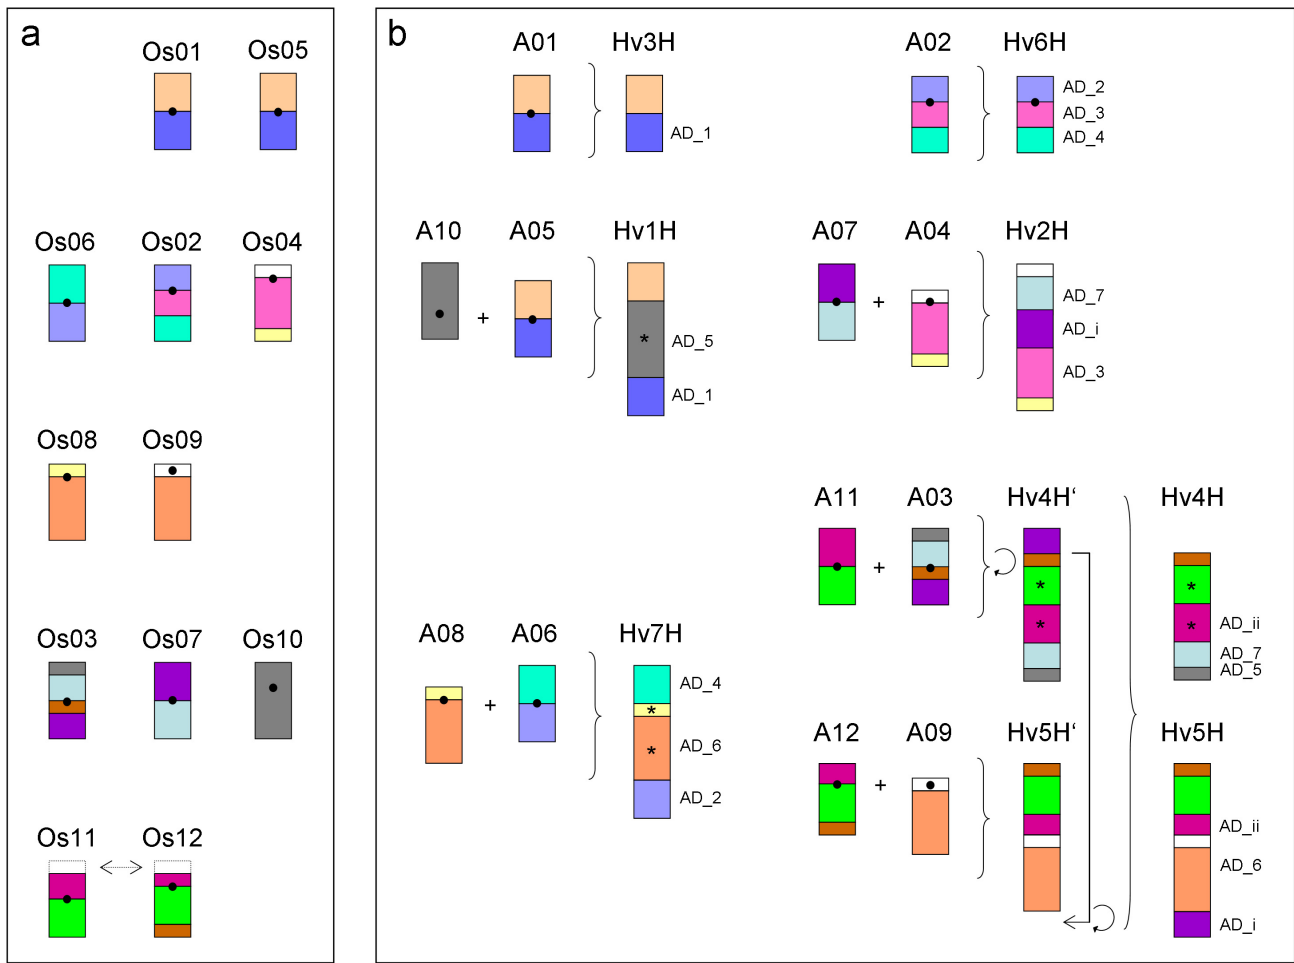 a
Os01 Os05
Os06 Os02 Os04
Os08 Os09
Os03 Os07 Os10
Os11 Os12
b
A01 Hv3H
AD_1
A02 Hv6H
AD_2
AD_3
AD_4
A10 + A05 Hv1H
*
AD_5
AD_1
A07 + A04 Hv2H
AD_7
AD_i
AD_3
A11 + A03 Hv4H‘ Hv4H
* *
* *
AD_ii
AD_7
AD_5
A08 + A06 Hv7H
AD_4
*
AD_6
*
AD_2
A12 + A09 Hv5H‘ Hv5H
AD_ii
AD_6
AD_i